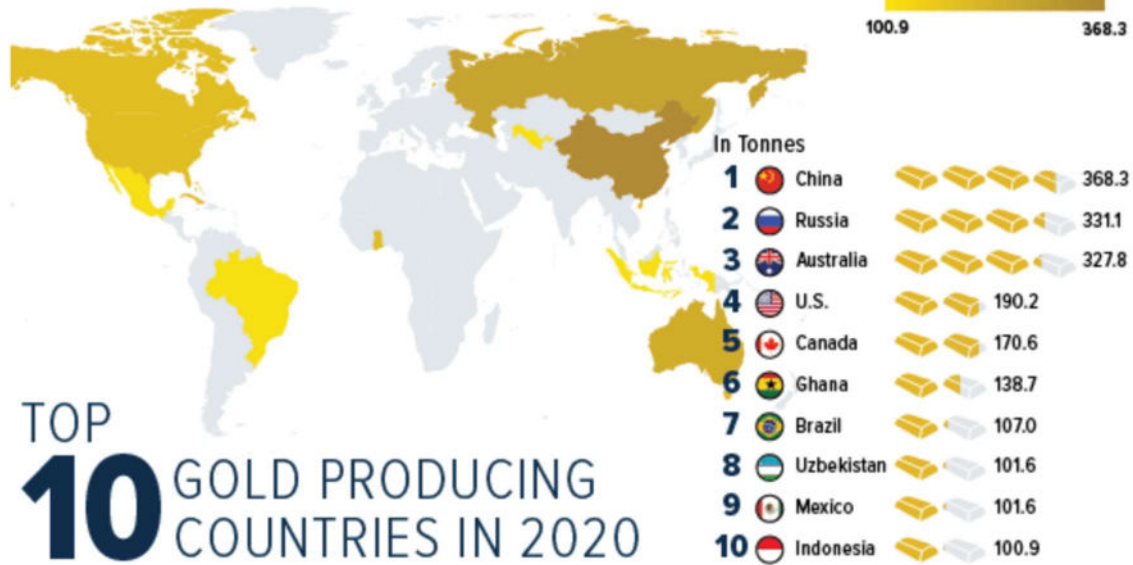 100.9 368.3
In Tonnes
1 China 368.3
2 Russia 331.1
3 Australia 327.8
4 U.S. 190.2
5 Canada 170.6
6 Ghana 138.7
7 Brazil 107.0
8 Uzbekistan 101.6
9 Mexico 101.6
10 Indonesia 100.9
TOP
10 GOLD PRODUCING
COUNTRIES IN 2020